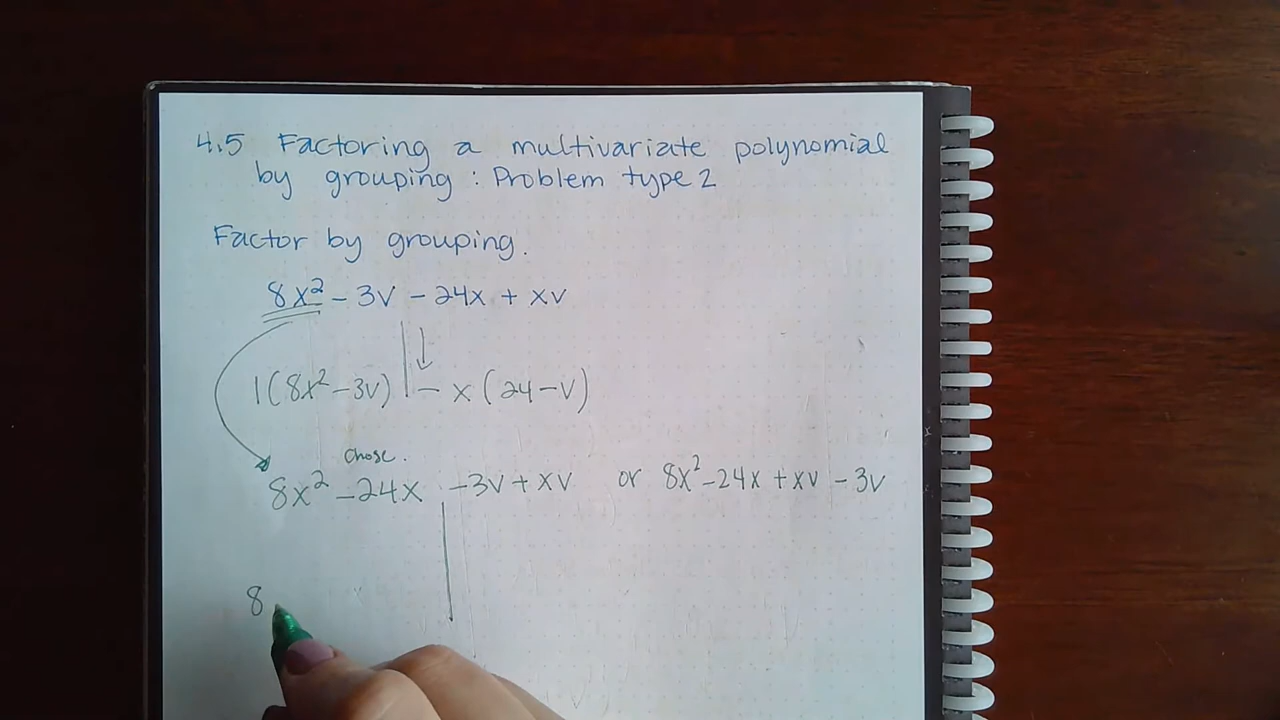 4.5 Factoring a multivariate polynomial
by grouping : Problem type 2
Factor by grouping.
8x² - 3v - 24x + xv
1(8x² - 3v) - x(24 - v)
chose.
8x² - 24x - 3v + xv or 8x² - 24x + xv - 3v
8